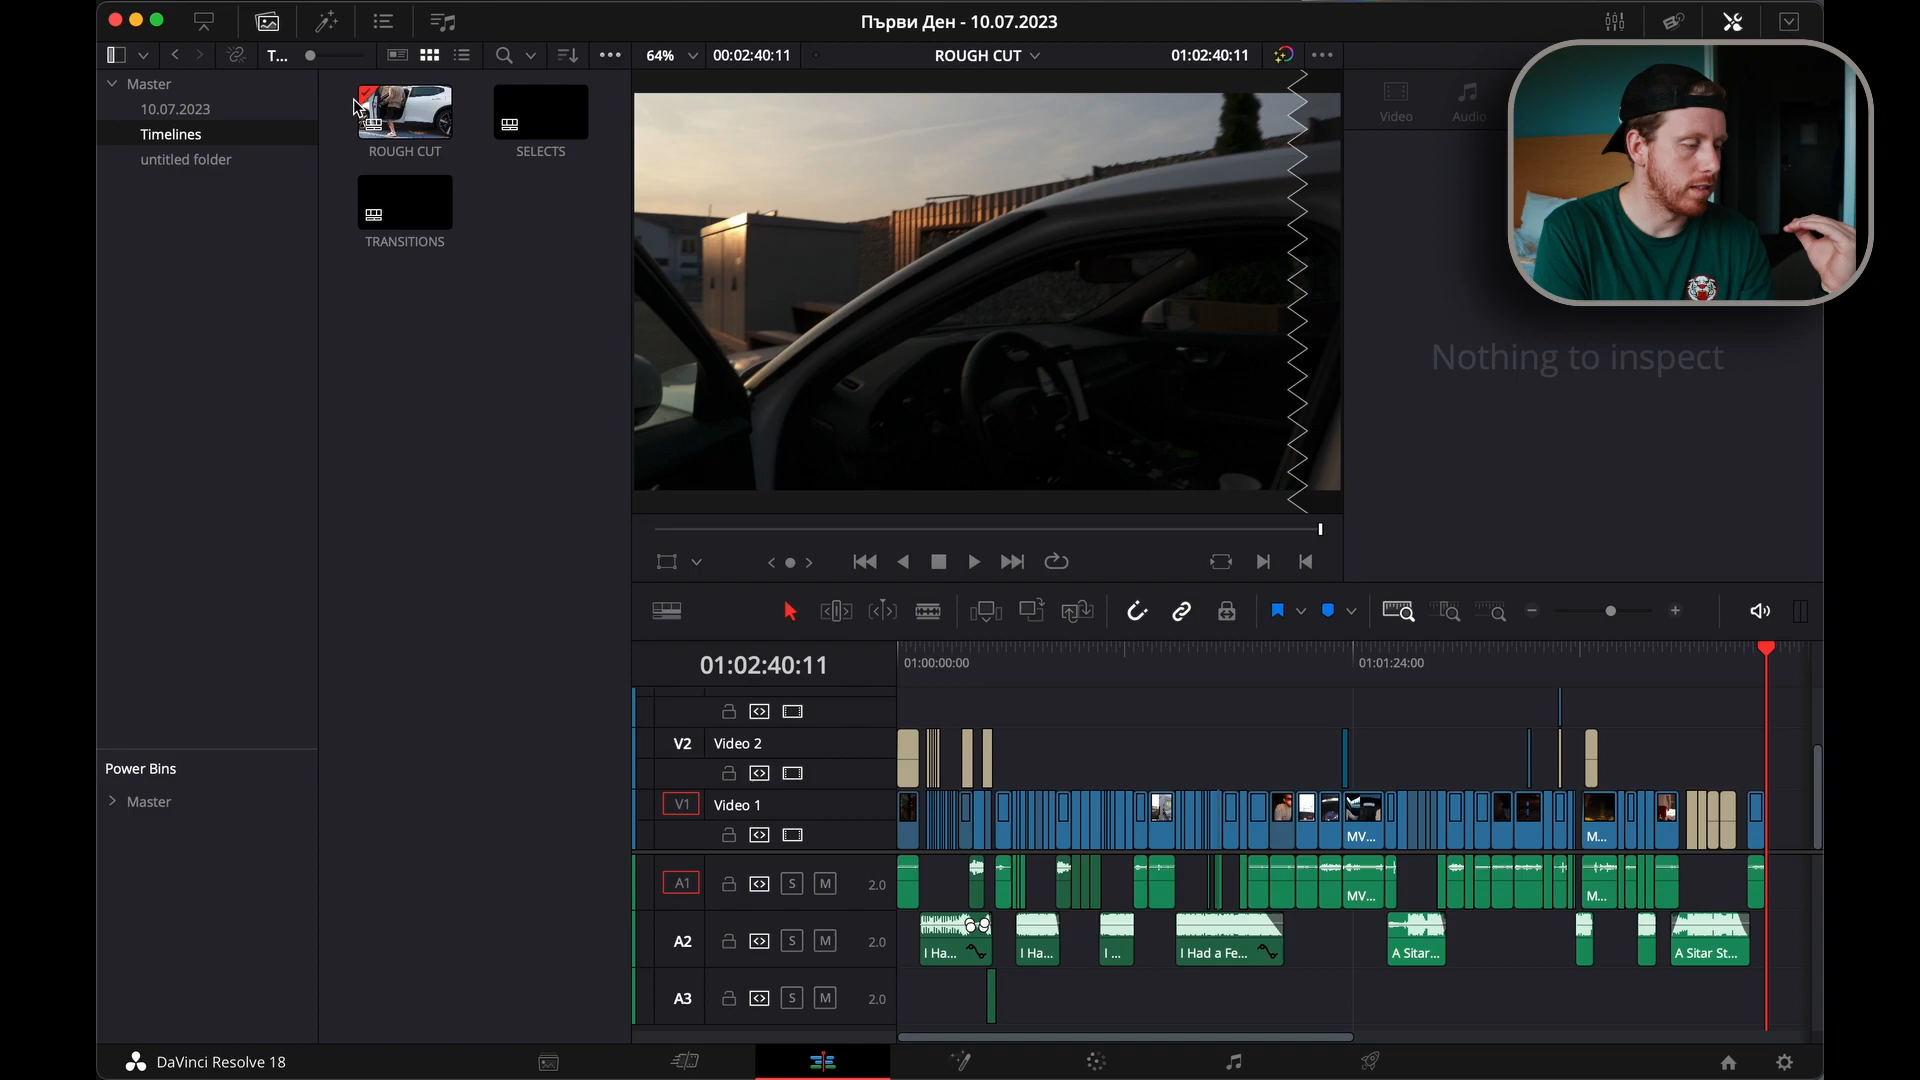 Първи Ден - 10.07.2023
T...
64%
00:02:40:11
ROUGH CUT
01:02:40:11
Master
10.07.2023
Timelines
untitled folder
ROUGH CUT
SELECTS
TRANSITIONS
Video
Audio
Nothing to inspect
01:02:40:11
01:00:00:00
01:01:24:00
V2
Video 2
V1
Video 1
MV...
M...
A1
S
M
2.0
MV...
M...
A2
S
M
2.0
I Ha...
I Ha...
I ...
I Had a Fe...
A Sitar...
A Sitar St...
A3
S
M
2.0
Power Bins
Master
DaVinci Resolve 18